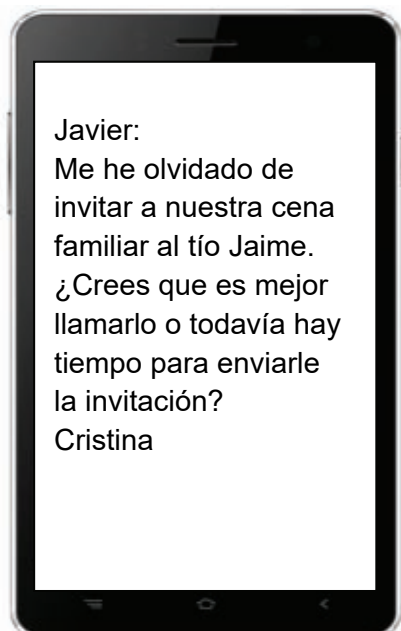 Javier:
Me he olvidado de
invitar a nuestra cena
familiar al tío Jaime.
¿Crees que es mejor
llamarlo o todavía hay
tiempo para enviarle
la invitación?
Cristina